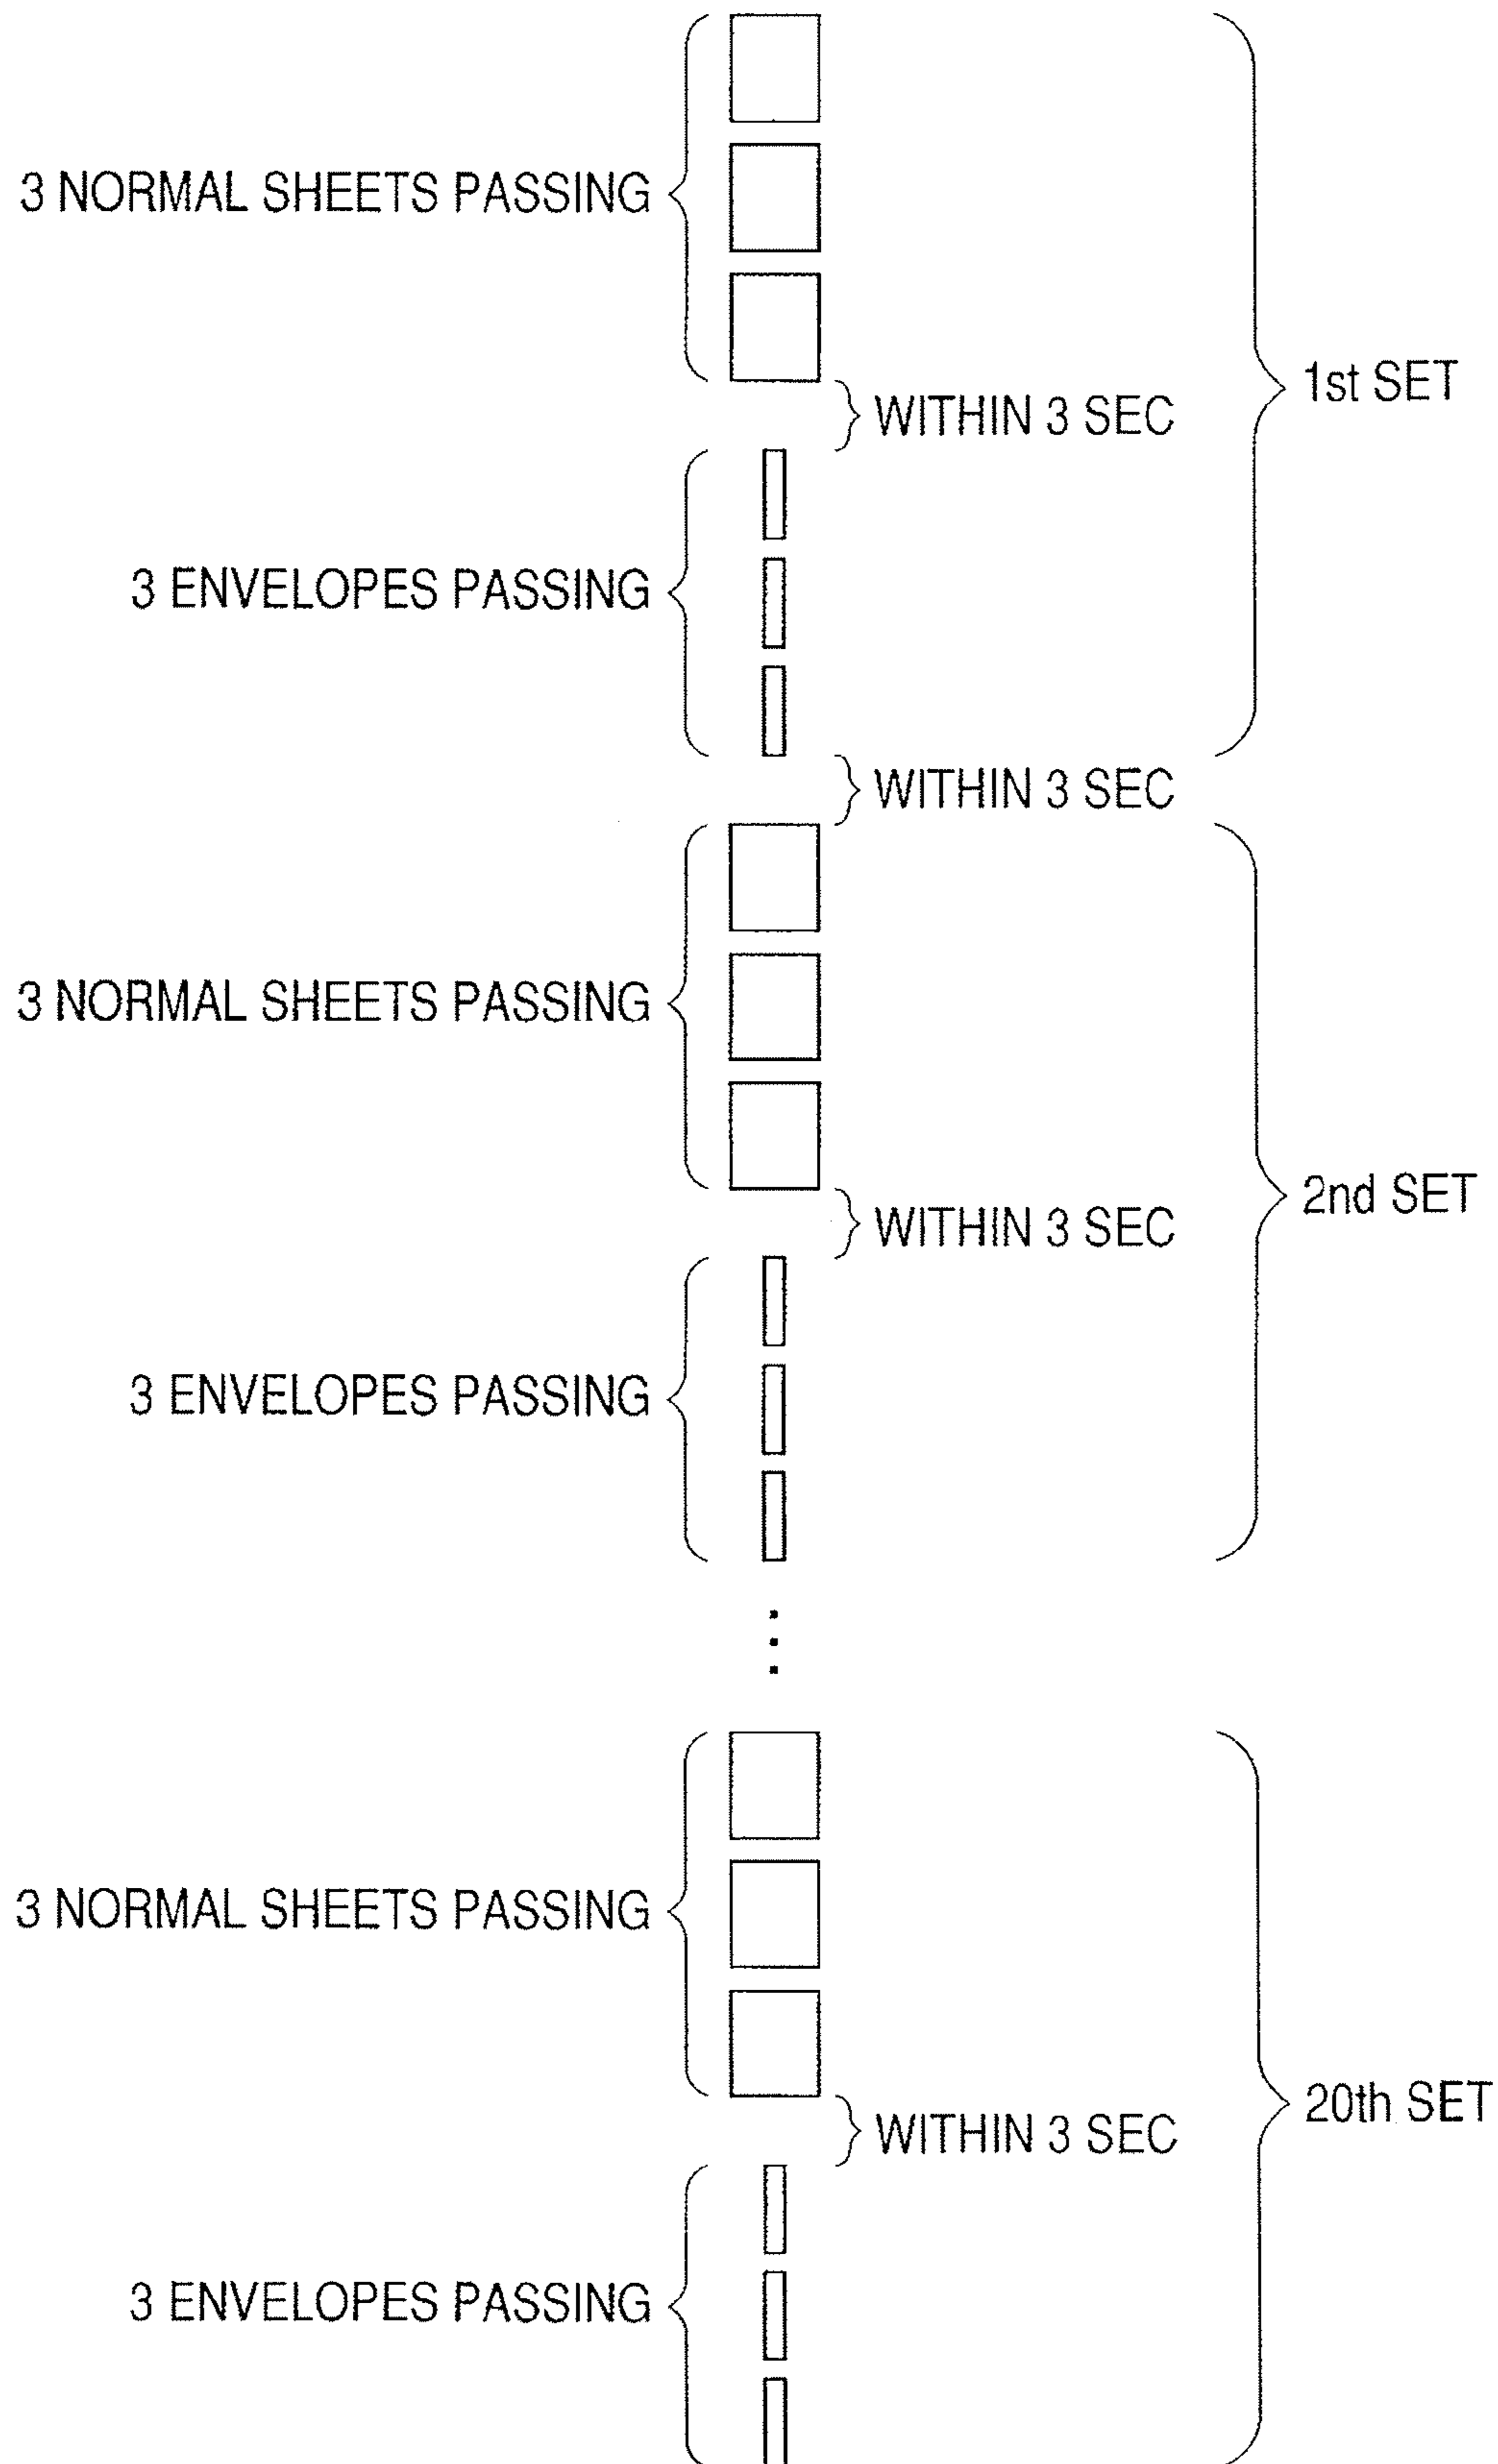 3 NORMAL SHEETS PASSING
1st SET
WITHIN 3 SEC
3 ENVELOPES PASSING
WITHIN 3 SEC
3 NORMAL SHEETS PASSING
2nd SET
WITHIN 3 SEC
3 ENVELOPES PASSING
3 NORMAL SHEETS PASSING
20th SET
WITHIN 3 SEC
3 ENVELOPES PASSING